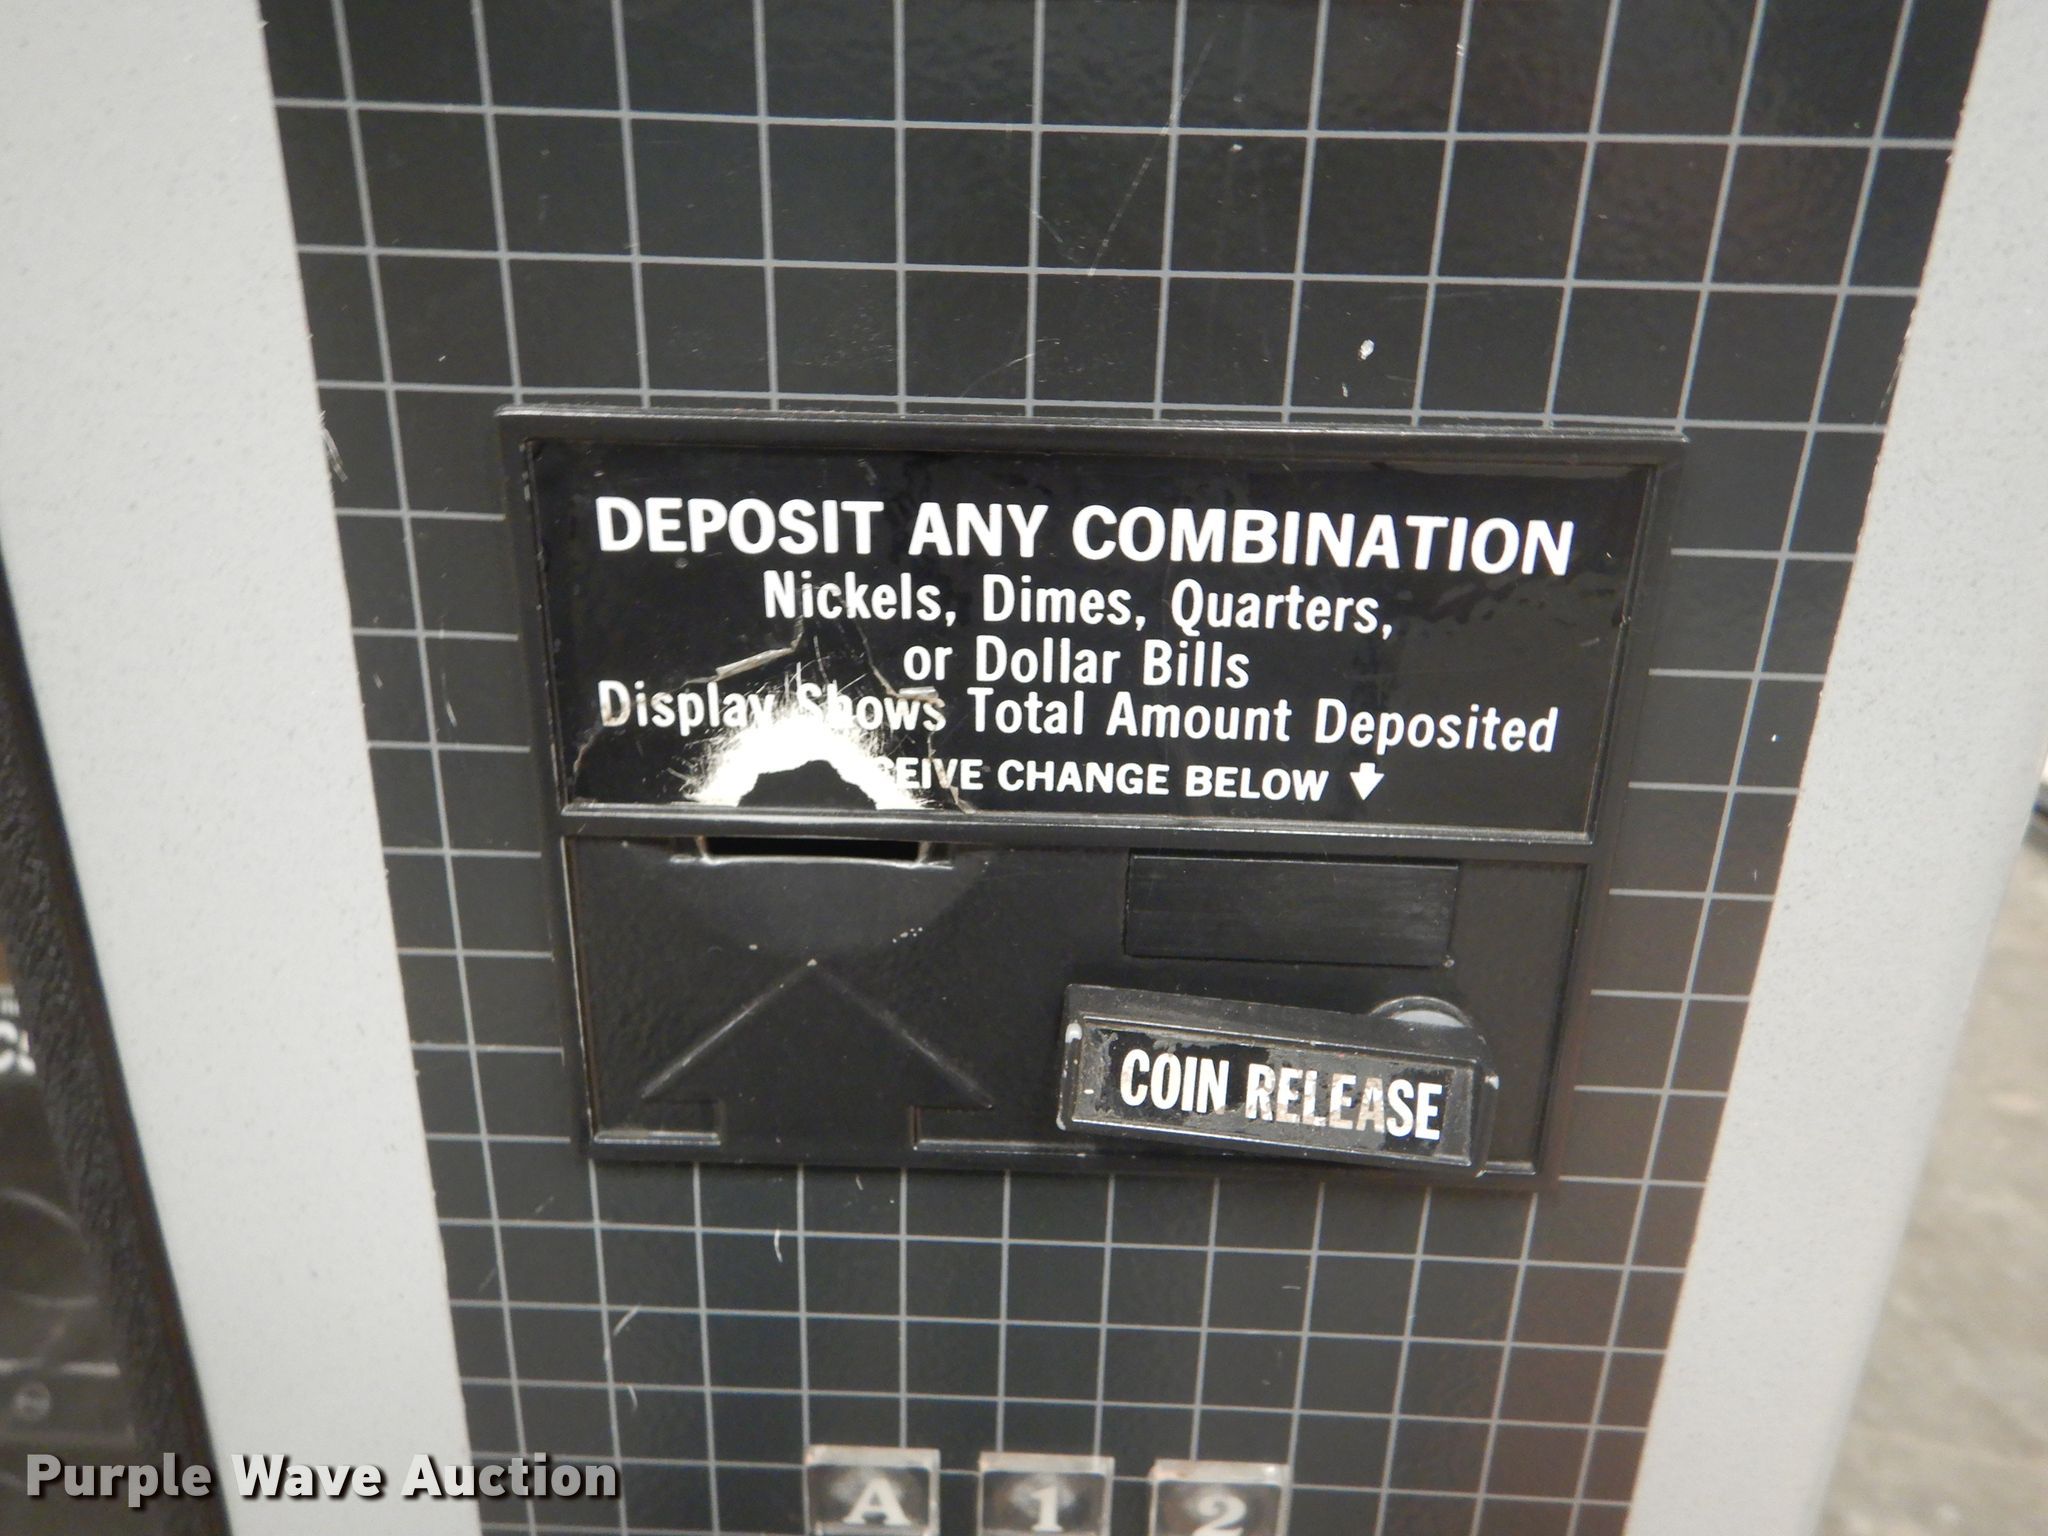 DEPOSIT ANY COMBINATION
Nickels, Dimes, Quarters,
or Dollar Bills
Display Shows Total Amount Deposited
CHANGE BELOW
COIN RELEASE
A 1 2
Purple Wave Auction